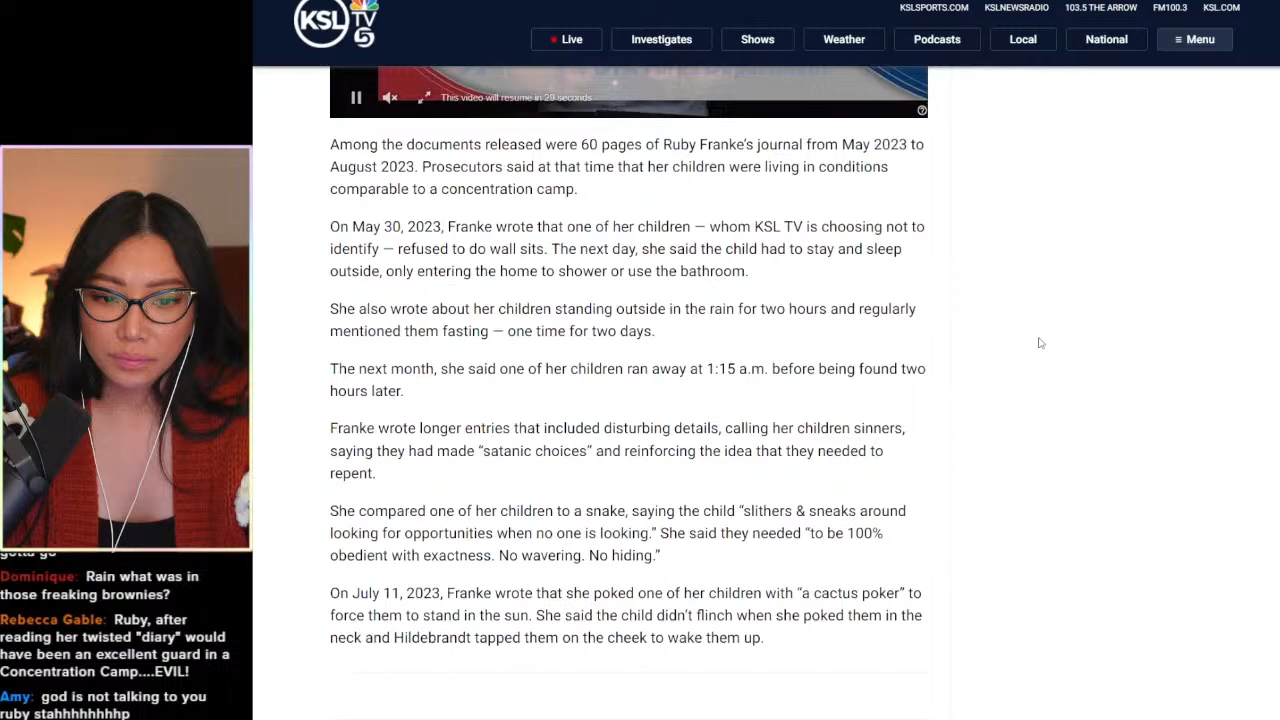 KSL TV 5
KSLSPORTS.COM KSLNEWSRADIO 103.5 THE ARROW FM100.3 KSL.COM
Live Investigates Shows Weather Podcasts Local National ≡ Menu
This video will resume in 29 seconds
Among the documents released were 60 pages of Ruby Franke’s journal from May 2023 to
August 2023. Prosecutors said at that time that her children were living in conditions
comparable to a concentration camp.
On May 30, 2023, Franke wrote that one of her children — whom KSL TV is choosing not to
identify — refused to do wall sits. The next day, she said the child had to stay and sleep
outside, only entering the home to shower or use the bathroom.
She also wrote about her children standing outside in the rain for two hours and regularly
mentioned them fasting — one time for two days.
The next month, she said one of her children ran away at 1:15 a.m. before being found two
hours later.
Franke wrote longer entries that included disturbing details, calling her children sinners,
saying they had made “satanic choices” and reinforcing the idea that they needed to
repent.
She compared one of her children to a snake, saying the child “slithers & sneaks around
looking for opportunities when no one is looking.” She said they needed “to be 100%
obedient with exactness. No wavering. No hiding.”
On July 11, 2023, Franke wrote that she poked one of her children with “a cactus poker” to
force them to stand in the sun. She said the child didn’t flinch when she poked them in the
neck and Hildebrandt tapped them on the cheek to wake them up.
gotta go
Dominique: Rain what was in
those freaking brownies?
Rebecca Gable: Ruby, after
reading her twisted "diary" would
have been an excellent guard in a
Concentration Camp....EVIL!
Amy: god is not talking to you
ruby stahhhhhhhhp